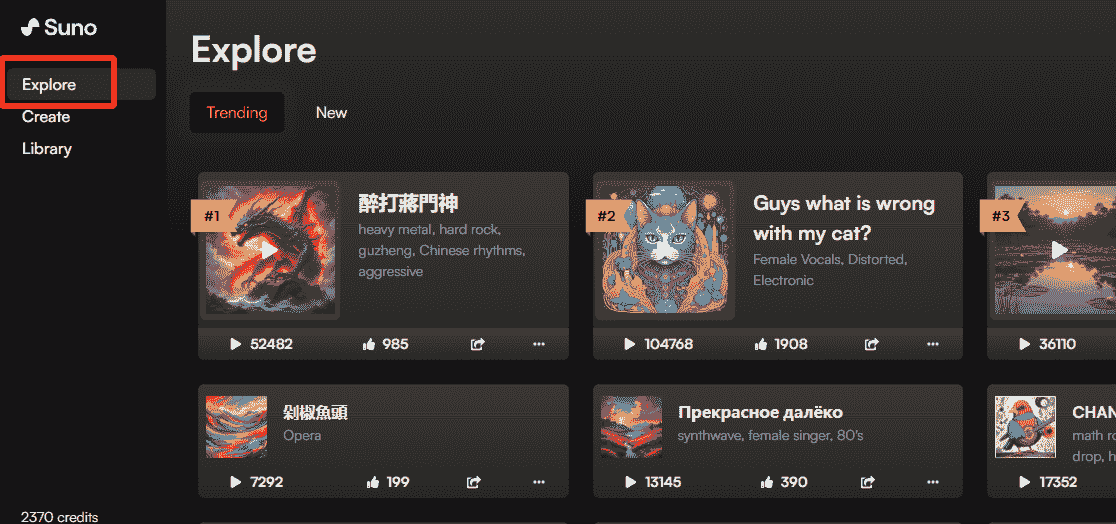 Suno
Explore
Create
Library
2370 credits
Explore
Trending
New
#1
醉打蔣門神
heavy metal, hard rock,
guzheng, Chinese rhythms,
aggressive
52482
985
#2
Guys what is wrong
with my cat?
Female Vocals, Distorted,
Electronic
104768
1908
#3
36110
剁椒魚頭
Opera
7292
199
Прекрасное далёко
synthwave, female singer, 80's
13145
390
CHAN
math ro
drop, h
17352